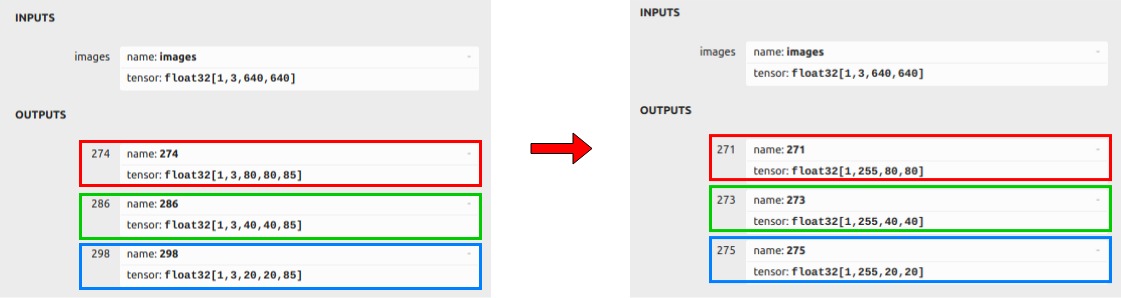 INPUTS
images
name: images
tensor: float32[1,3,640,640]
OUTPUTS
274
name: 274
tensor: float32[1,3,80,80,85]
286
name: 286
tensor: float32[1,3,40,40,85]
298
name: 298
tensor: float32[1,3,20,20,85]
INPUTS
images
name: images
tensor: float32[1,3,640,640]
OUTPUTS
271
name: 271
tensor: float32[1,255,80,80]
273
name: 273
tensor: float32[1,255,40,40]
275
name: 275
tensor: float32[1,255,20,20]